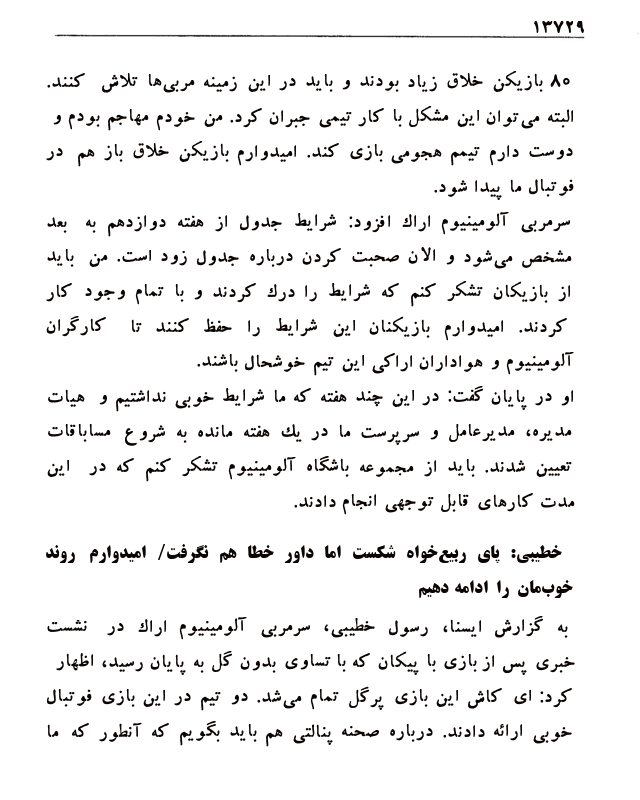 ۱۳۷۲۹
۸۰ بازیکن خلاق زیاد بودند و باید در این زمینه مربی‌ها تلاش کنند.
البته می‌توان این مشکل با کار تیمی جبران کرد. من خودم مهاجم بودم و
دوست دارم تیمم هجومی بازی کند. امیدوارم بازیکن خلاق باز هم در
فوتبال ما پیدا شود.
سرمربی آلومینیوم اراك افزود: شرایط جدول از هفته دوازدهم به بعد
مشخص می‌شود و الان صحبت کردن درباره جدول زود است. من باید
از بازیکان تشکر کنم که شرایط را درك کردند و با تمام وجود کار
کردند. امیدوارم بازیکنان این شرایط را حفظ کنند تا کارگران
آلومینیوم و هواداران اراکی این تیم خوشحال باشند.
او در پایان گفت: در این چند هفته که ما شرایط خوبی نداشتیم و هیات
مدیره، مدیرعامل و سرپرست ما در يك هفته مانده به شروع مساباقات
تعیین شدند. باید از مجموعه باشگاه آلومینیوم تشکر کنم که در این
مدت کارهای قابل توجهی انجام دادند.
خطیبی: پای ربیع‌خواه شکست اما داور خطا هم نگرفت/ امیدوارم روند
خوب‌مان را ادامه دهیم
به گزارش ایسنا، رسول خطیبی، سرمربی آلومینیوم اراك در نشست
خبری پس از بازی با پیکان که با تساوی بدون گل به پایان رسید، اظهار
کرد: ای کاش این بازی پرگل تمام می‌شد. دو تیم در این بازی فوتبال
خوبی ارائه دادند. درباره صحنه پنالتی هم باید بگویم که آنطور که ما